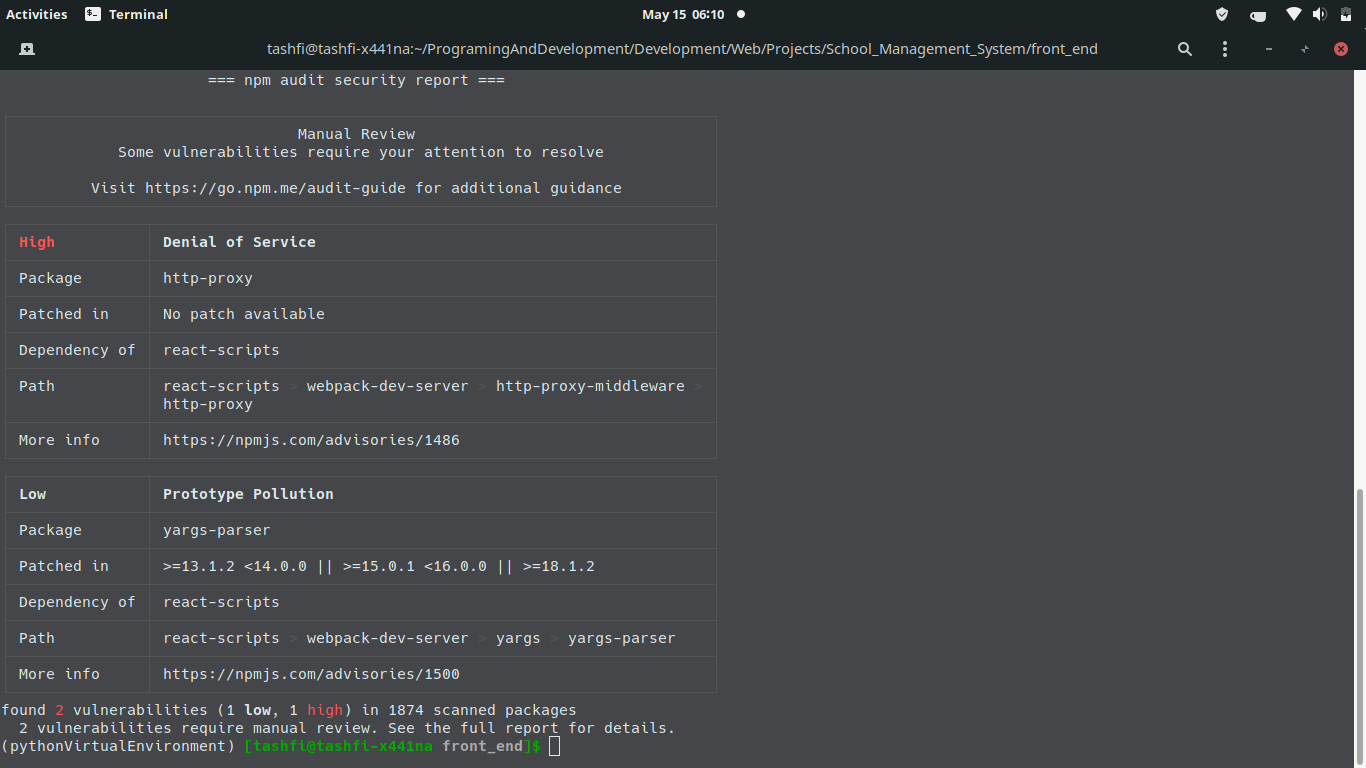 Activities Terminal May 15 06:10
tashfi@tashfi-x441na:~/ProgramingAndDevelopment/Development/Web/Projects/School_Management_System/front_end
=== npm audit security report ===
Manual Review
Some vulnerabilities require your attention to resolve
Visit https://go.npm.me/audit-guide for additional guidance
High Denial of Service
Package http-proxy
Patched in No patch available
Dependency of react-scripts
Path react-scripts > webpack-dev-server > http-proxy-middleware >
http-proxy
More info https://npmjs.com/advisories/1486
Low Prototype Pollution
Package yargs-parser
Patched in >=13.1.2 <14.0.0 || >=15.0.1 <16.0.0 || >=18.1.2
Dependency of react-scripts
Path react-scripts > webpack-dev-server > yargs > yargs-parser
More info https://npmjs.com/advisories/1500
found 2 vulnerabilities (1 low, 1 high) in 1874 scanned packages
2 vulnerabilities require manual review. See the full report for details.
(pythonVirtualEnvironment) [tashfi@tashfi-x441na front_end]$